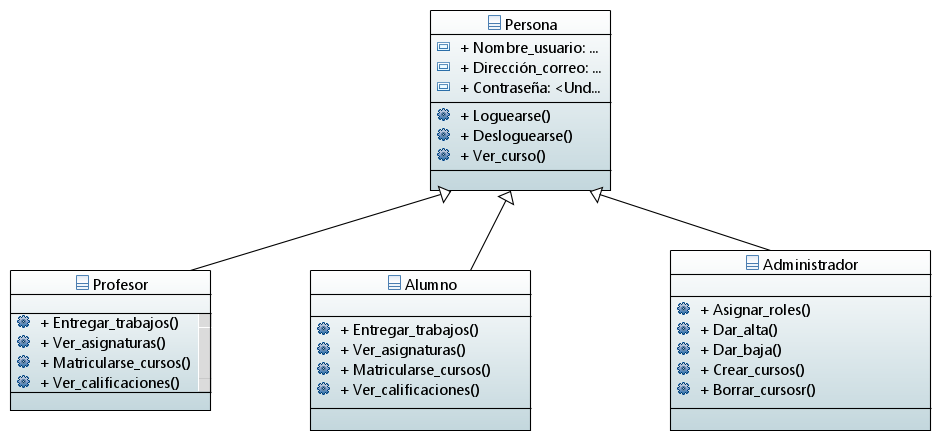 Persona
+ Nombre_usuario: ...
+ Dirección_correo: ...
+ Contraseña: <Und...
+ Loguearse()
+ Desloguearse()
+ Ver_curso()
Profesor
+ Entregar_trabajos()
+ Ver_asignaturas()
+ Matricularse_cursos()
+ Ver_calificaciones()
Alumno
+ Entregar_trabajos()
+ Ver_asignaturas()
+ Matricularse_cursos()
+ Ver_calificaciones()
Administrador
+ Asignar_roles()
+ Dar_alta()
+ Dar_baja()
+ Crear_cursos()
+ Borrar_cursosr()